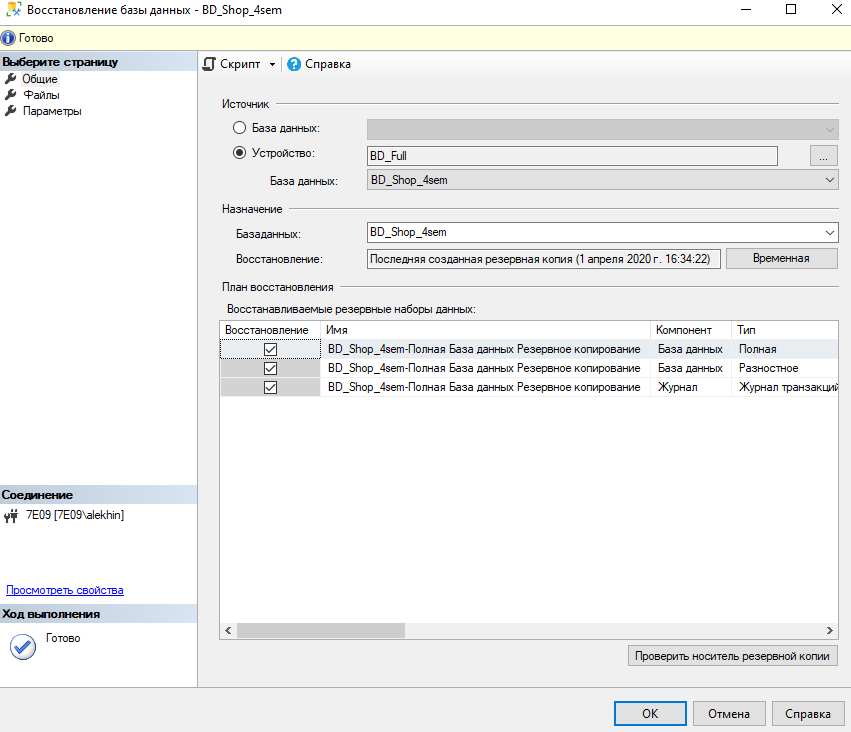 Восстановление базы данных - BD_Shop_4sem
Готово
Выберите страницу
Общие
Файлы
Параметры
Скрипт
Справка
Источник
База данных:
Устройство:
BD_Full
...
База данных:
BD_Shop_4sem
Назначение
Базаданных:
BD_Shop_4sem
Восстановление:
Последняя созданная резервная копия (1 апреля 2020 г. 16:34:22)
Временная
План восстановления
Восстанавливаемые резервные наборы данных:
Восстановление Имя Компонент Тип
BD_Shop_4sem-Полная База данных Резервное копирование База данных Полная
BD_Shop_4sem-Полная База данных Резервное копирование База данных Разностное
BD_Shop_4sem-Полная База данных Резервное копирование Журнал Журнал транзакций
Соединение
7E09 [7E09\alekhin]
Просмотреть свойства
Ход выполнения
Готово
Проверить носитель резервной копии
OK
Отмена
Справка